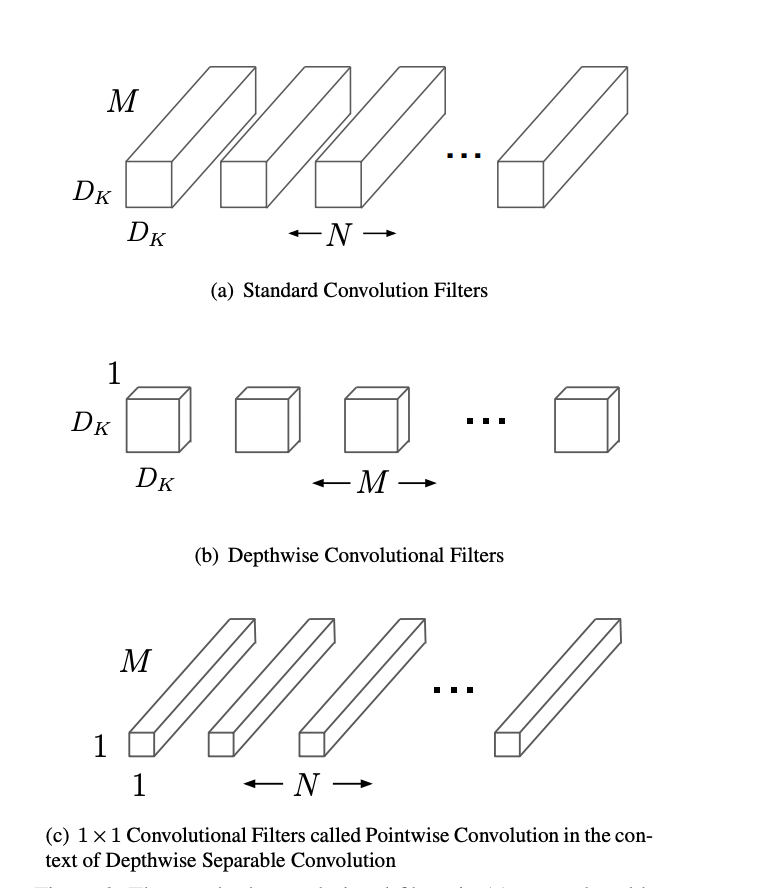 M
D_K
D_K
← N →
...
(a) Standard Convolution Filters
1
D_K
D_K
← M →
...
(b) Depthwise Convolutional Filters
M
1
1
← N →
...
(c) 1 × 1 Convolutional Filters called Pointwise Convolution in the con-
text of Depthwise Separable Convolution